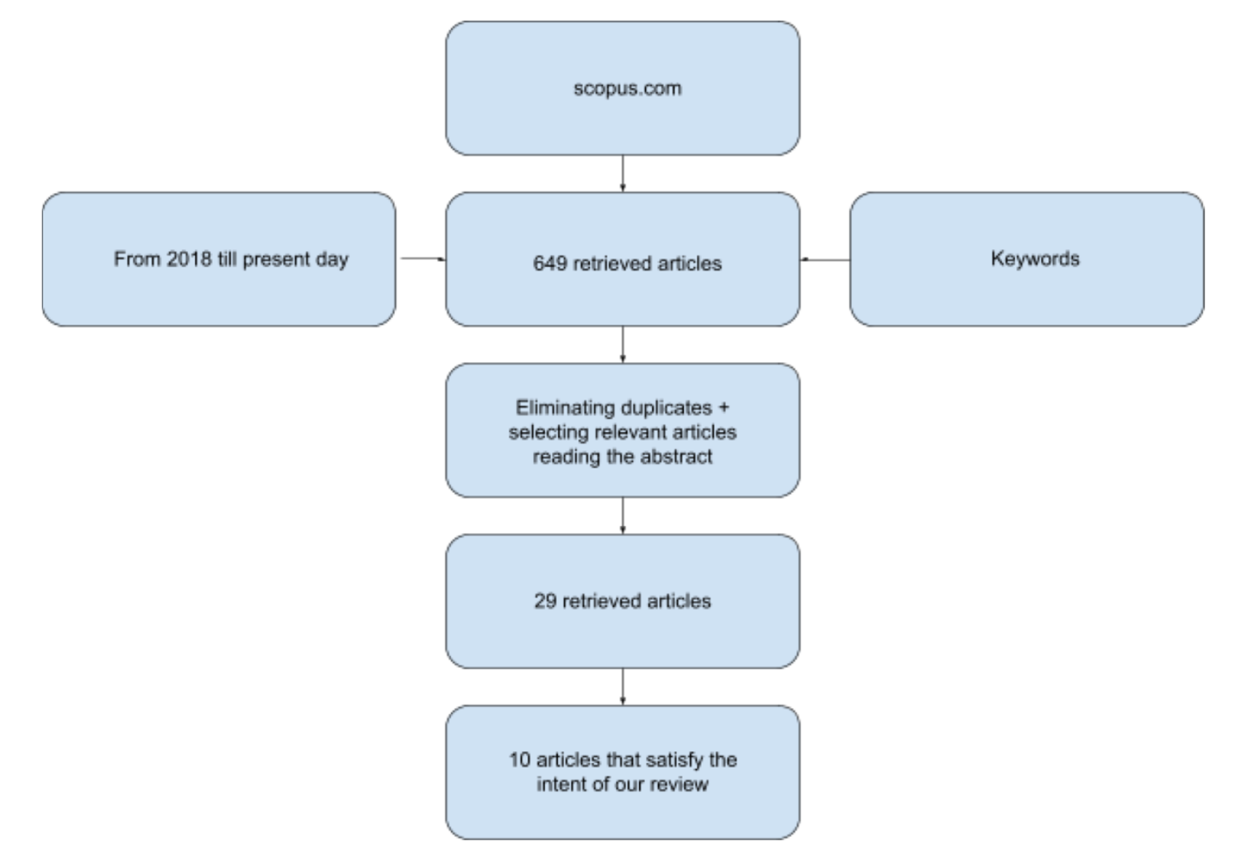 scopus.com
From 2018 till present day
649 retrieved articles
Keywords
Eliminating duplicates +
selecting relevant articles
reading the abstract
29 retrieved articles
10 articles that satisfy the
intent of our review